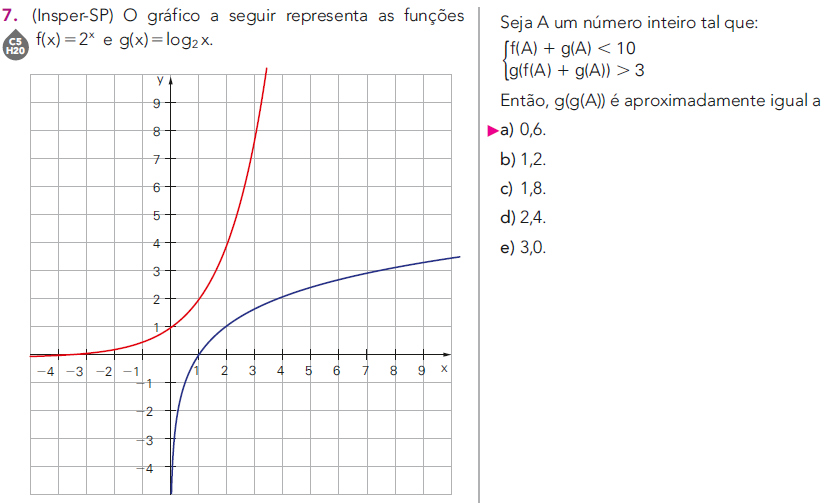 7. (Insper-SP) O gráfico a seguir representa as funções
C5
H20
f(x)=2ˣ e g(x)=log₂x.
y
9
8
7
6
5
4
3
2
1
−4 −3 −2 −1 1 2 3 4 5 6 7 8 9 x
−1
−2
−3
−4
Seja A um número inteiro tal que:
f(A) + g(A) < 10
g(f(A) + g(A)) > 3
Então, g(g(A)) é aproximadamente igual a
a) 0,6.
b) 1,2.
c) 1,8.
d) 2,4.
e) 3,0.